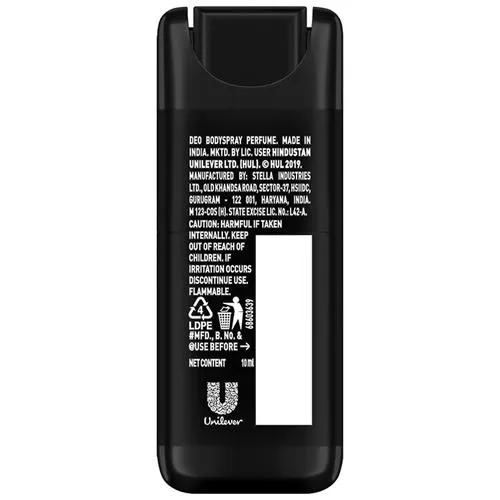 DEO BODYSPRAY PERFUME. MADE IN
INDIA. MKTD. BY LIC. USER HINDUSTAN
UNILEVER LTD. [HUL]. © HUL 2019.
MANUFACTURED BY: STELLA INDUSTRIES
LTD., OLD KHANDSA ROAD, SECTOR-37, HSIIDC,
GURUGRAM - 122 001, HARYANA, INDIA.
M 123-COS (H). STATE EXCISE LIC. No.: L42-A.
CAUTION: HARMFUL IF TAKEN
INTERNALLY. KEEP
OUT OF REACH OF
CHILDREN. IF
IRRITATION OCCURS
DISCONTINUE USE.
FLAMMABLE.
4
LDPE
68603639
#MFD., B. NO. &
@USE BEFORE →
NET CONTENT 10 ml
Unilever